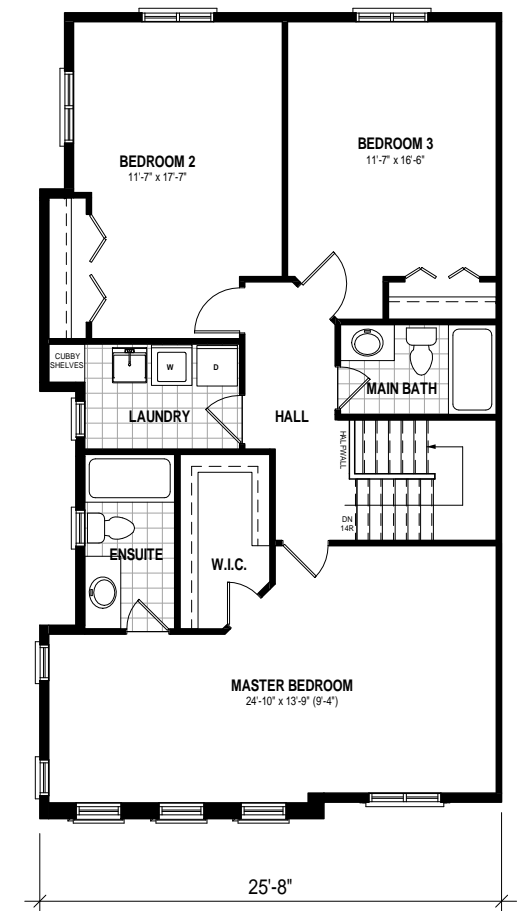 BEDROOM 2
11'-7" x 17'-7"
BEDROOM 3
11'-7" x 16'-6"
CUBBY
SHELVES
W
D
LAUNDRY
HALL
MAIN BATH
HALFWALL
DN
14R
ENSUITE
W.I.C.
MASTER BEDROOM
24'-10" x 13'-9" (9'-4")
25'-8"